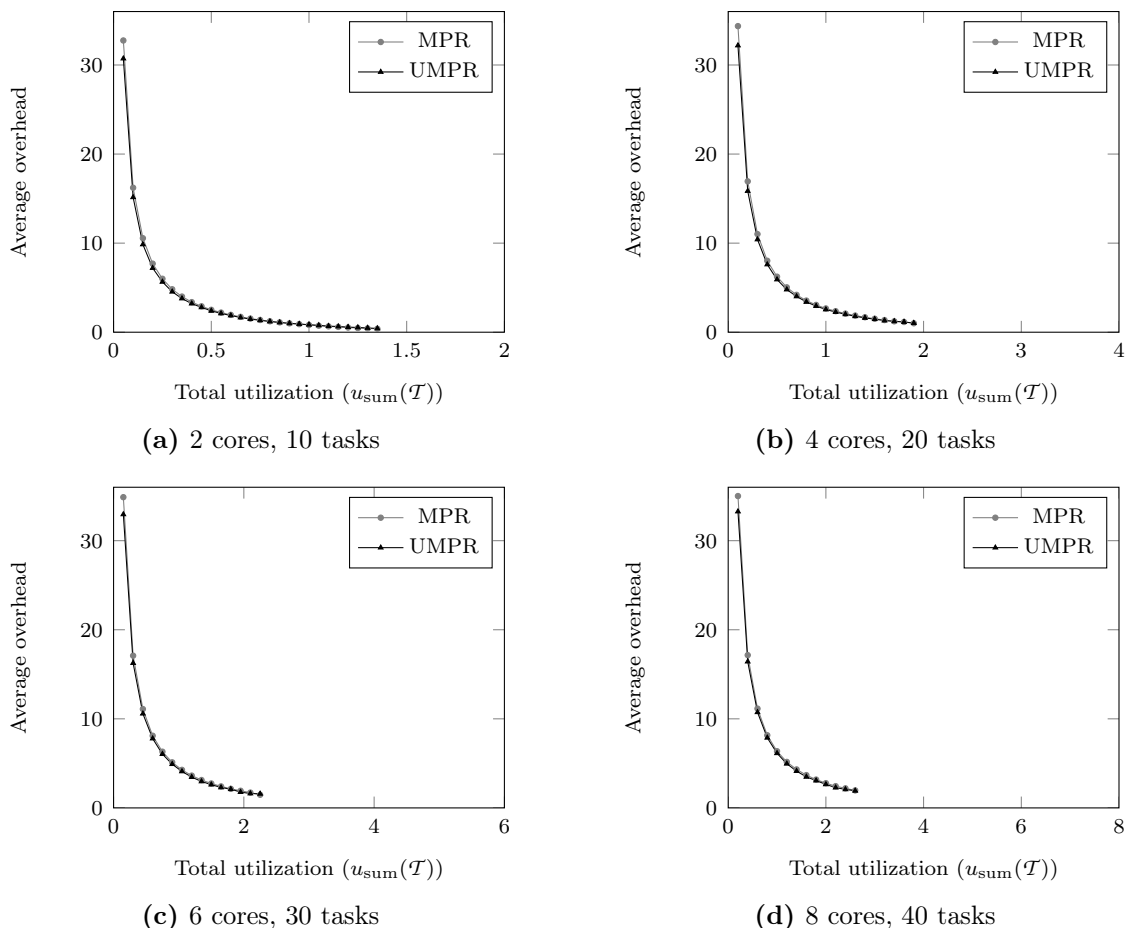 30
20
10
0
Average overhead
MPR
UMPR
0 0.5 1 1.5 2
Total utilization (u_sum(𝒯))
(a) 2 cores, 10 tasks
30
20
10
0
Average overhead
MPR
UMPR
0 1 2 3 4
Total utilization (u_sum(𝒯))
(b) 4 cores, 20 tasks
30
20
10
0
Average overhead
MPR
UMPR
0 2 4 6
Total utilization (u_sum(𝒯))
(c) 6 cores, 30 tasks
30
20
10
0
Average overhead
MPR
UMPR
0 2 4 6 8
Total utilization (u_sum(𝒯))
(d) 8 cores, 40 tasks